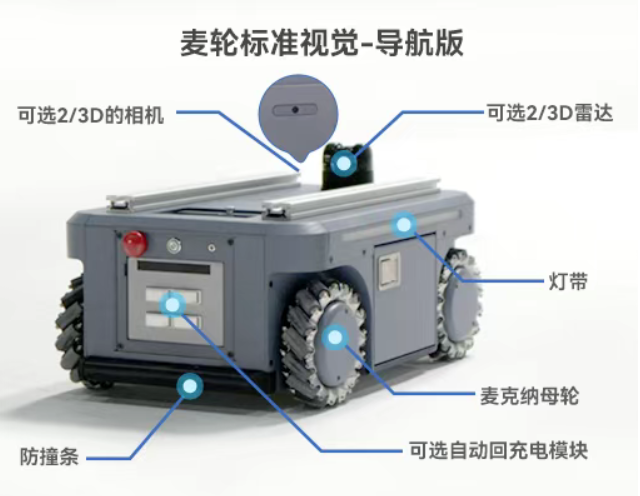 麦轮标准视觉-导航版
可选2/3D的相机
可选2/3D雷达
灯带
麦克纳母轮
可选自动回充电模块
防撞条